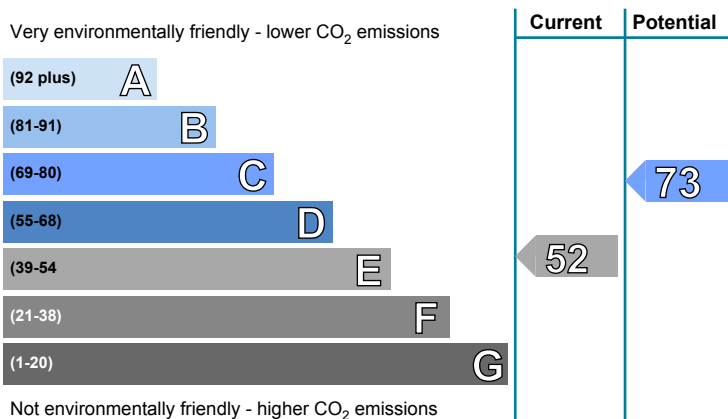 Very environmentally friendly - lower CO₂ emissions
Current
Potential
(92 plus) A
(81-91) B
(69-80) C
73
(55-68) D
(39-54 E
52
(21-38) F
(1-20) G
Not environmentally friendly - higher CO₂ emissions